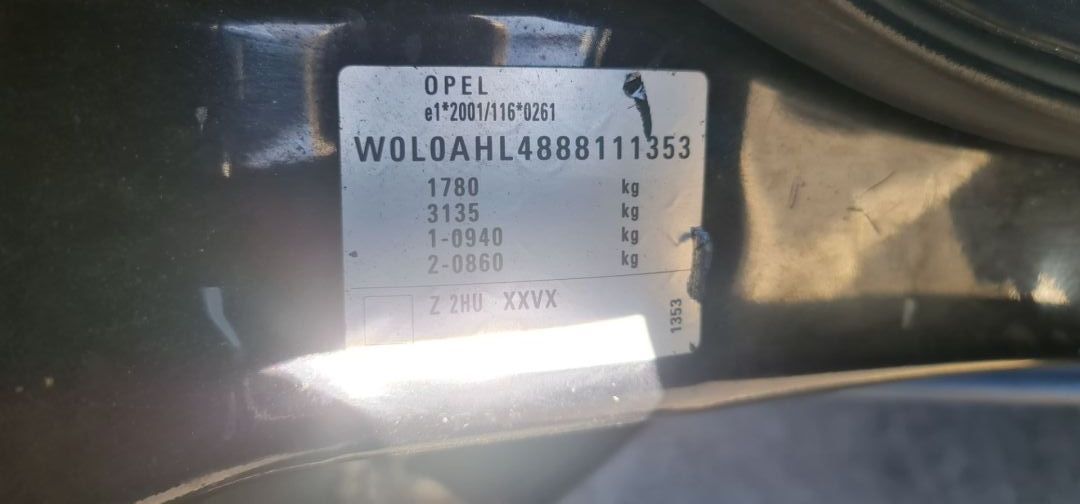 OPEL
e1*2001/116*0261
W0L0AHL4888111353
1780 kg
3135 kg
1-0940 kg
2-0860 kg
Z 2HU XXVX
1353